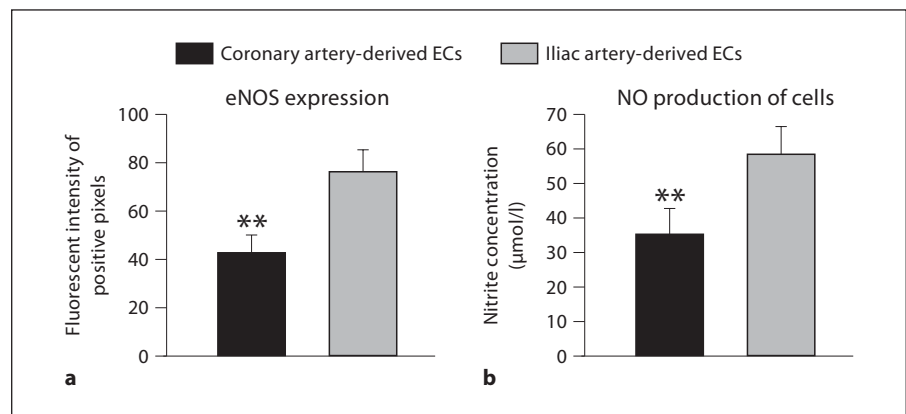 Coronary artery-derived ECs
Iliac artery-derived ECs
eNOS expression
Fluorescent intensity of
positive pixels
100
80
60
40
20
0
**
a
NO production of cells
Nitrite concentration
(µmol/l)
70
60
50
40
30
20
10
0
**
b